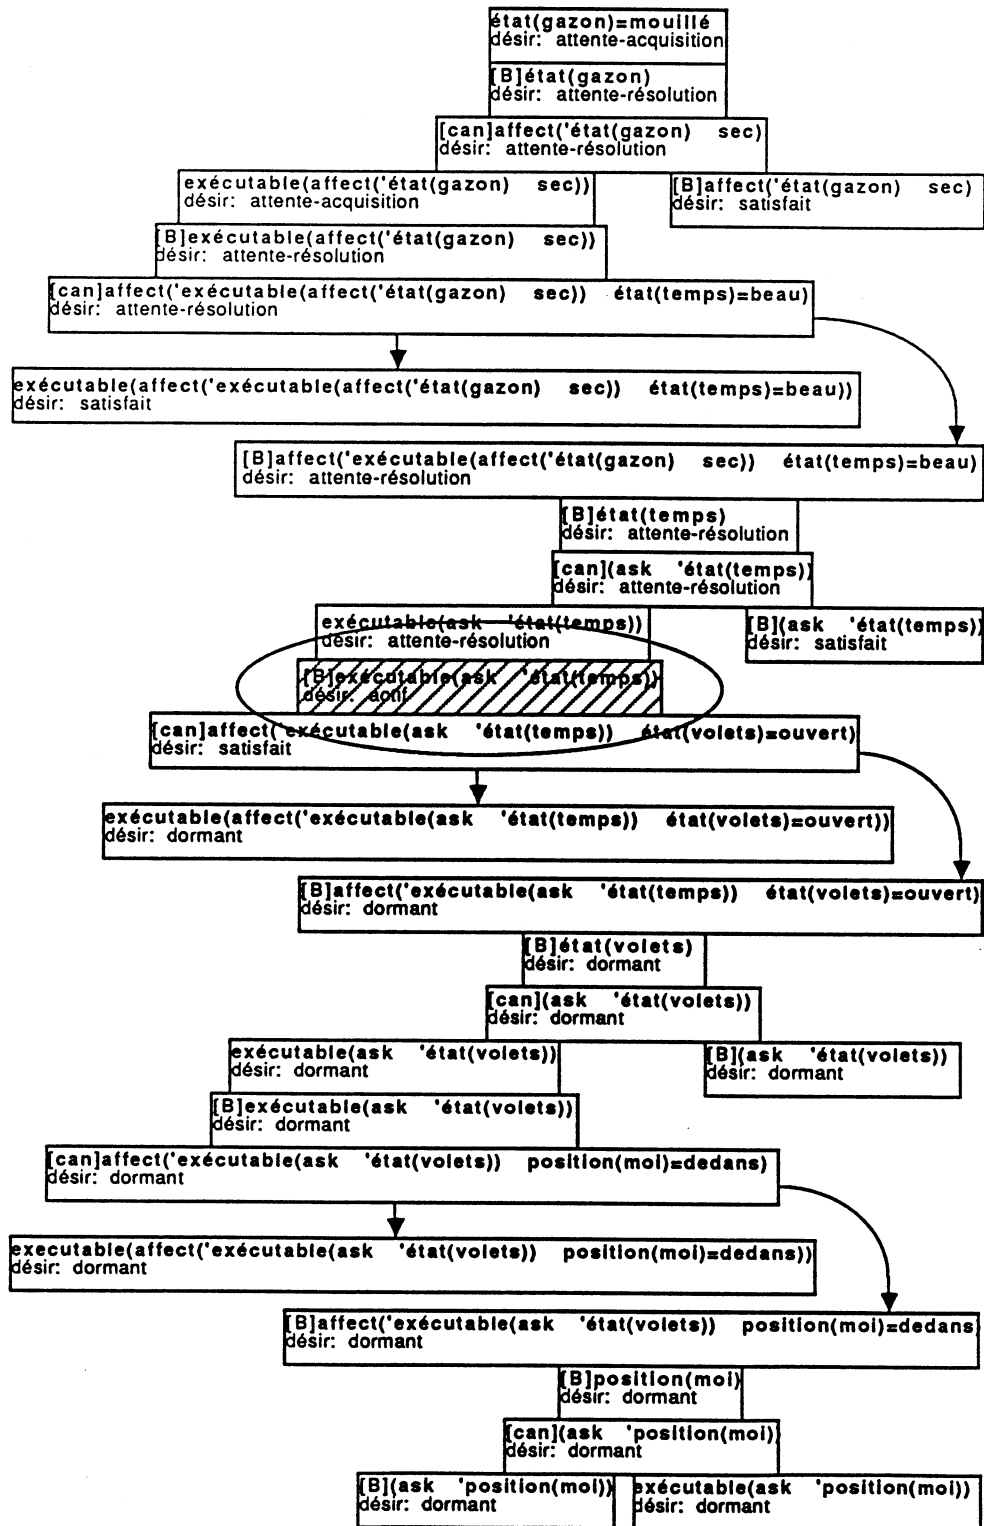 état(gazon)=mouillé
désir: attente-acquisition
[B]état(gazon)
désir: attente-résolution
[can]affect('état(gazon) sec)
désir: attente-résolution
exécutable(affect('état(gazon) sec))
désir: attente-acquisition
[B]affect('état(gazon) sec)
désir: satisfait
[B]exécutable(affect('état(gazon) sec))
désir: attente-résolution
[can]affect('exécutable(affect('état(gazon) sec)) état(temps)=beau)
désir: attente-résolution
exécutable(affect('exécutable(affect('état(gazon) sec)) état(temps)=beau))
désir: satisfait
[B]affect('exécutable(affect('état(gazon) sec)) état(temps)=beau)
désir: attente-résolution
[B]état(temps)
désir: attente-résolution
[can](ask 'état(temps))
désir: attente-résolution
exécutable(ask 'état(temps))
désir: attente-résolution
[B](ask 'état(temps))
désir: satisfait
[B]exécutable(ask 'état(temps))
désir: actif
[can]affect('exécutable(ask 'état(temps)) état(volets)=ouvert)
désir: satisfait
exécutable(affect('exécutable(ask 'état(temps)) état(volets)=ouvert))
désir: dormant
[B]affect('exécutable(ask 'état(temps)) état(volets)=ouvert)
désir: dormant
[B]état(volets)
désir: dormant
[can](ask 'état(volets))
désir: dormant
exécutable(ask 'état(volets))
désir: dormant
[B](ask 'état(volets))
désir: dormant
[B]exécutable(ask 'état(volets))
désir: dormant
[can]affect('exécutable(ask 'état(volets)) position(moi)=dedans)
désir: dormant
executable(affect('exécutable(ask 'état(volets)) position(moi)=dedans))
désir: dormant
[B]affect('exécutable(ask 'état(volets)) position(moi)=dedans)
désir: dormant
[B]position(moi)
désir: dormant
[can](ask 'position(moi))
désir: dormant
[B](ask 'position(moi))
désir: dormant
exécutable(ask 'position(moi))
désir: dormant